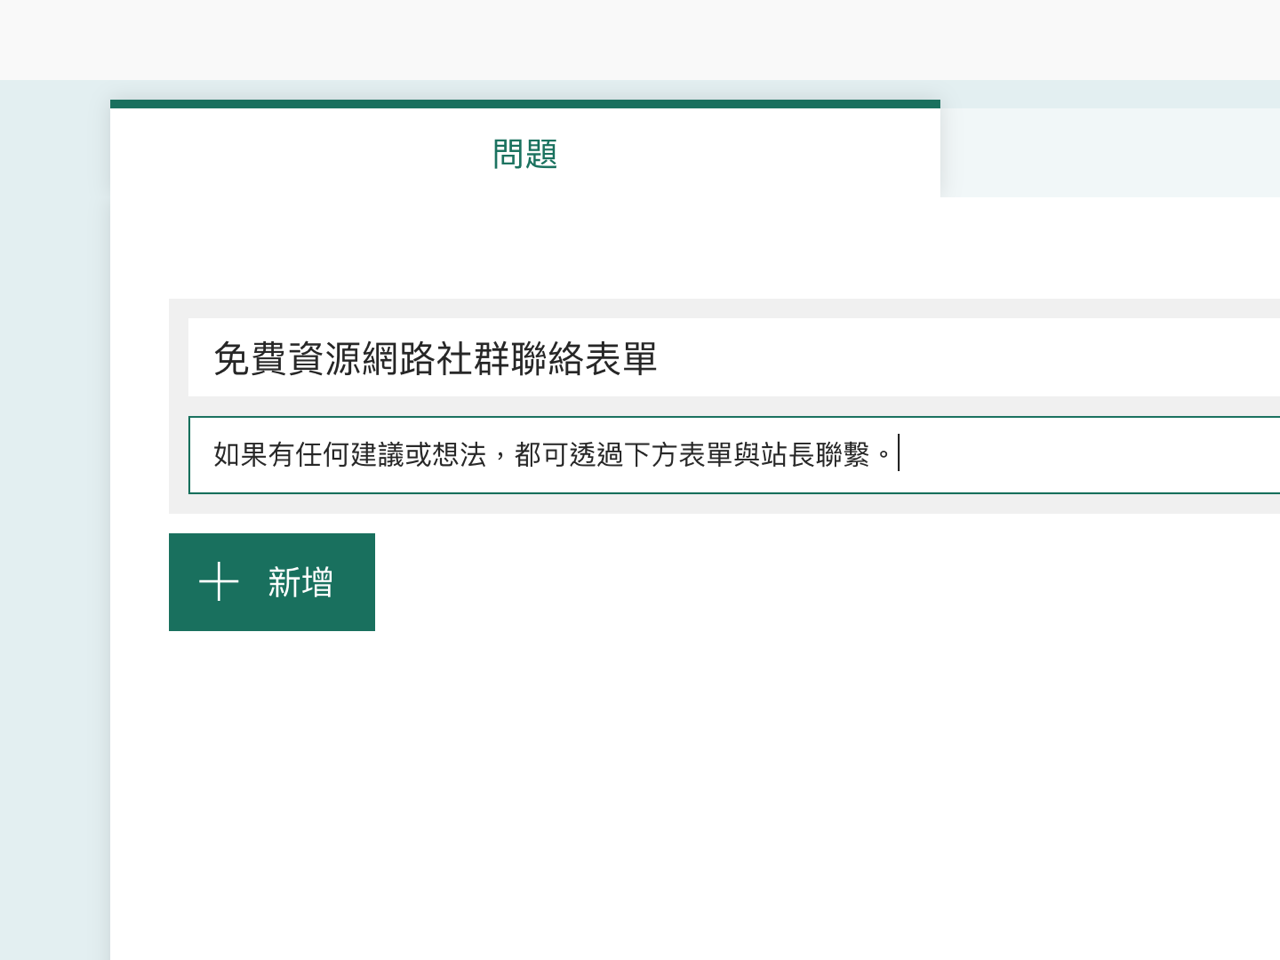 問題
免費資源網路社群聯絡表單
如果有任何建議或想法，都可透過下方表單與站長聯繫。
新增